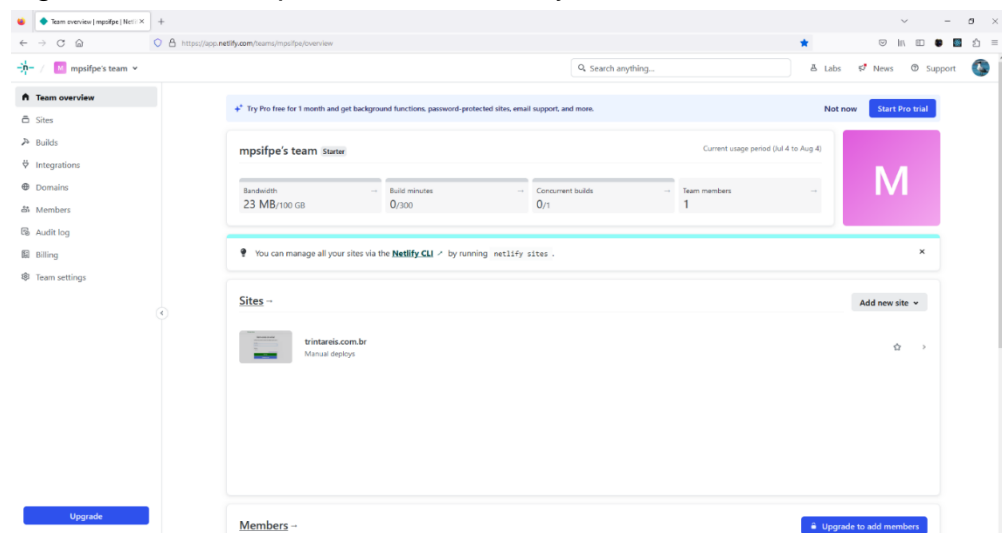 Team overview | mpsifpe | Netli
https://app.netlify.com/teams/mpsifpe/overview
mpsifpe's team
Search anything...
Labs
News
Support
Team overview
Sites
Builds
Integrations
Domains
Members
Audit log
Billing
Team settings
Upgrade
Try Pro free for 1 month and get background functions, password-protected sites, email support, and more.
Not now
Start Pro trial
mpsifpe's team Starter
Current usage period (Jul 4 to Aug 4)
Bandwidth
23 MB/100 GB
Build minutes
0/300
Concurrent builds
0/1
Team members
1
M
You can manage all your sites via the Netlify CLI ↗ by running netlify sites .
Sites →
Add new site
trintareis.com.br
Manual deploys
Members →
Upgrade to add members